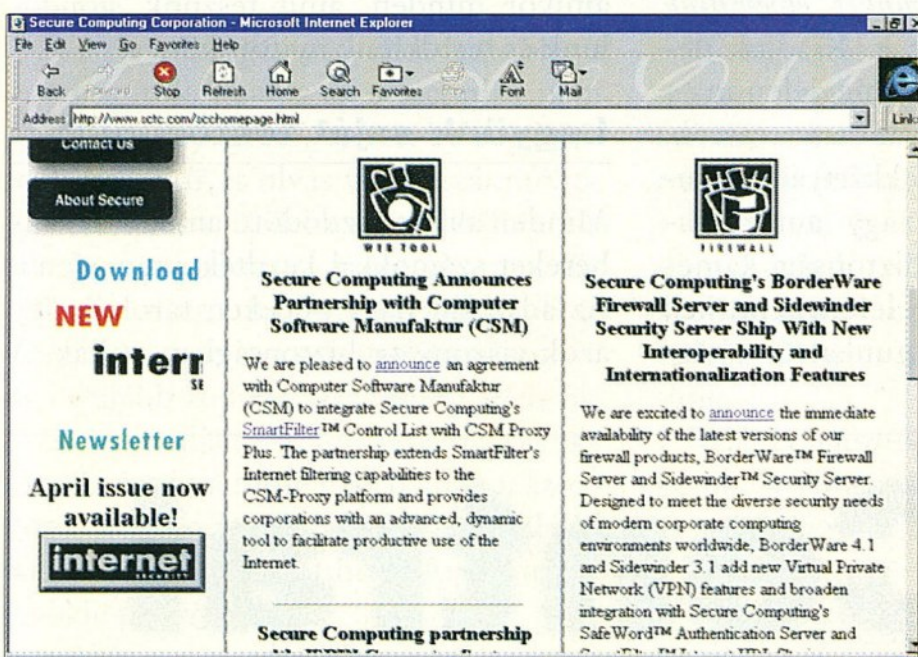 Secure Computing Corporation - Microsoft Internet Explorer
File Edit View Go Favorites Help
Back Forward Stop Refresh Home Search Favorites Print Font Mail
Address http://www.sctc.com/scchomepage.html Links
Contact Us
About Secure
Download
NEW
interr
SE
Newsletter
April issue now
available!
internet
SECURITY
WEB TOOL
Secure Computing Announces
Partnership with Computer
Software Manufaktur (CSM)
We are pleased to announce an agreement
with Computer Software Manufaktur
(CSM) to integrate Secure Computing's
SmartFilter™ Control List with CSM Proxy
Plus. The partnership extends SmartFilter's
Internet filtering capabilities to the
CSM-Proxy platform and provides
corporations with an advanced, dynamic
tool to facilitate productive use of the
Internet.
Secure Computing partnership
FIREWALL
Secure Computing's BorderWare
Firewall Server and Sidewinder
Security Server Ship With New
Interoperability and
Internationalization Features
We are excited to announce the immediate
availability of the latest versions of our
firewall products, BorderWare™ Firewall
Server and Sidewinder™ Security Server.
Designed to meet the diverse security needs
of modern corporate computing
environments worldwide, BorderWare 4.1
and Sidewinder 3.1 add new Virtual Private
Network (VPN) features and broaden
integration with Secure Computing's
SafeWord™ Authentication Server and